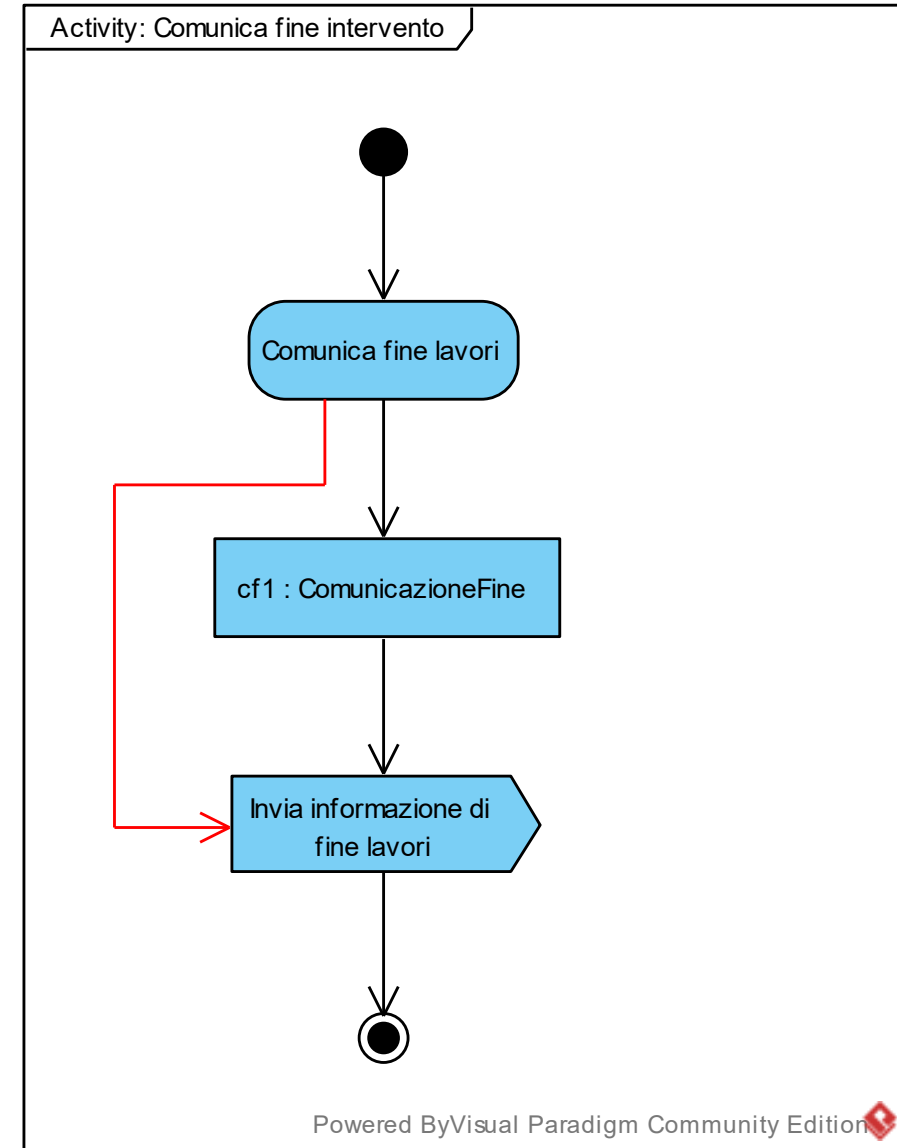 Activity: Comunica fine intervento
Comunica fine lavori
cf1 : ComunicazioneFine
Invia informazione di
fine lavori
Powered ByVisual Paradigm Community Edition